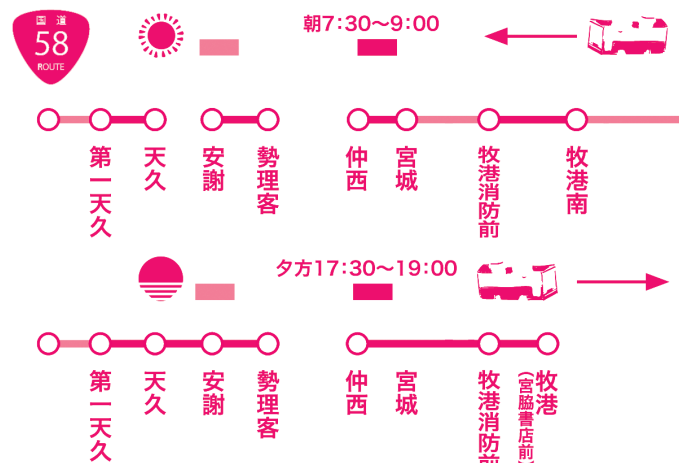 国道
58
ROUTE
朝7:30〜9:00
第一天久
天久
安謝
勢理客
仲西
宮城
牧港消防前
牧港南
夕方17:30〜19:00
第一天久
天久
安謝
勢理客
仲西
宮城
牧港消防前
牧港
(宮脇書店前)